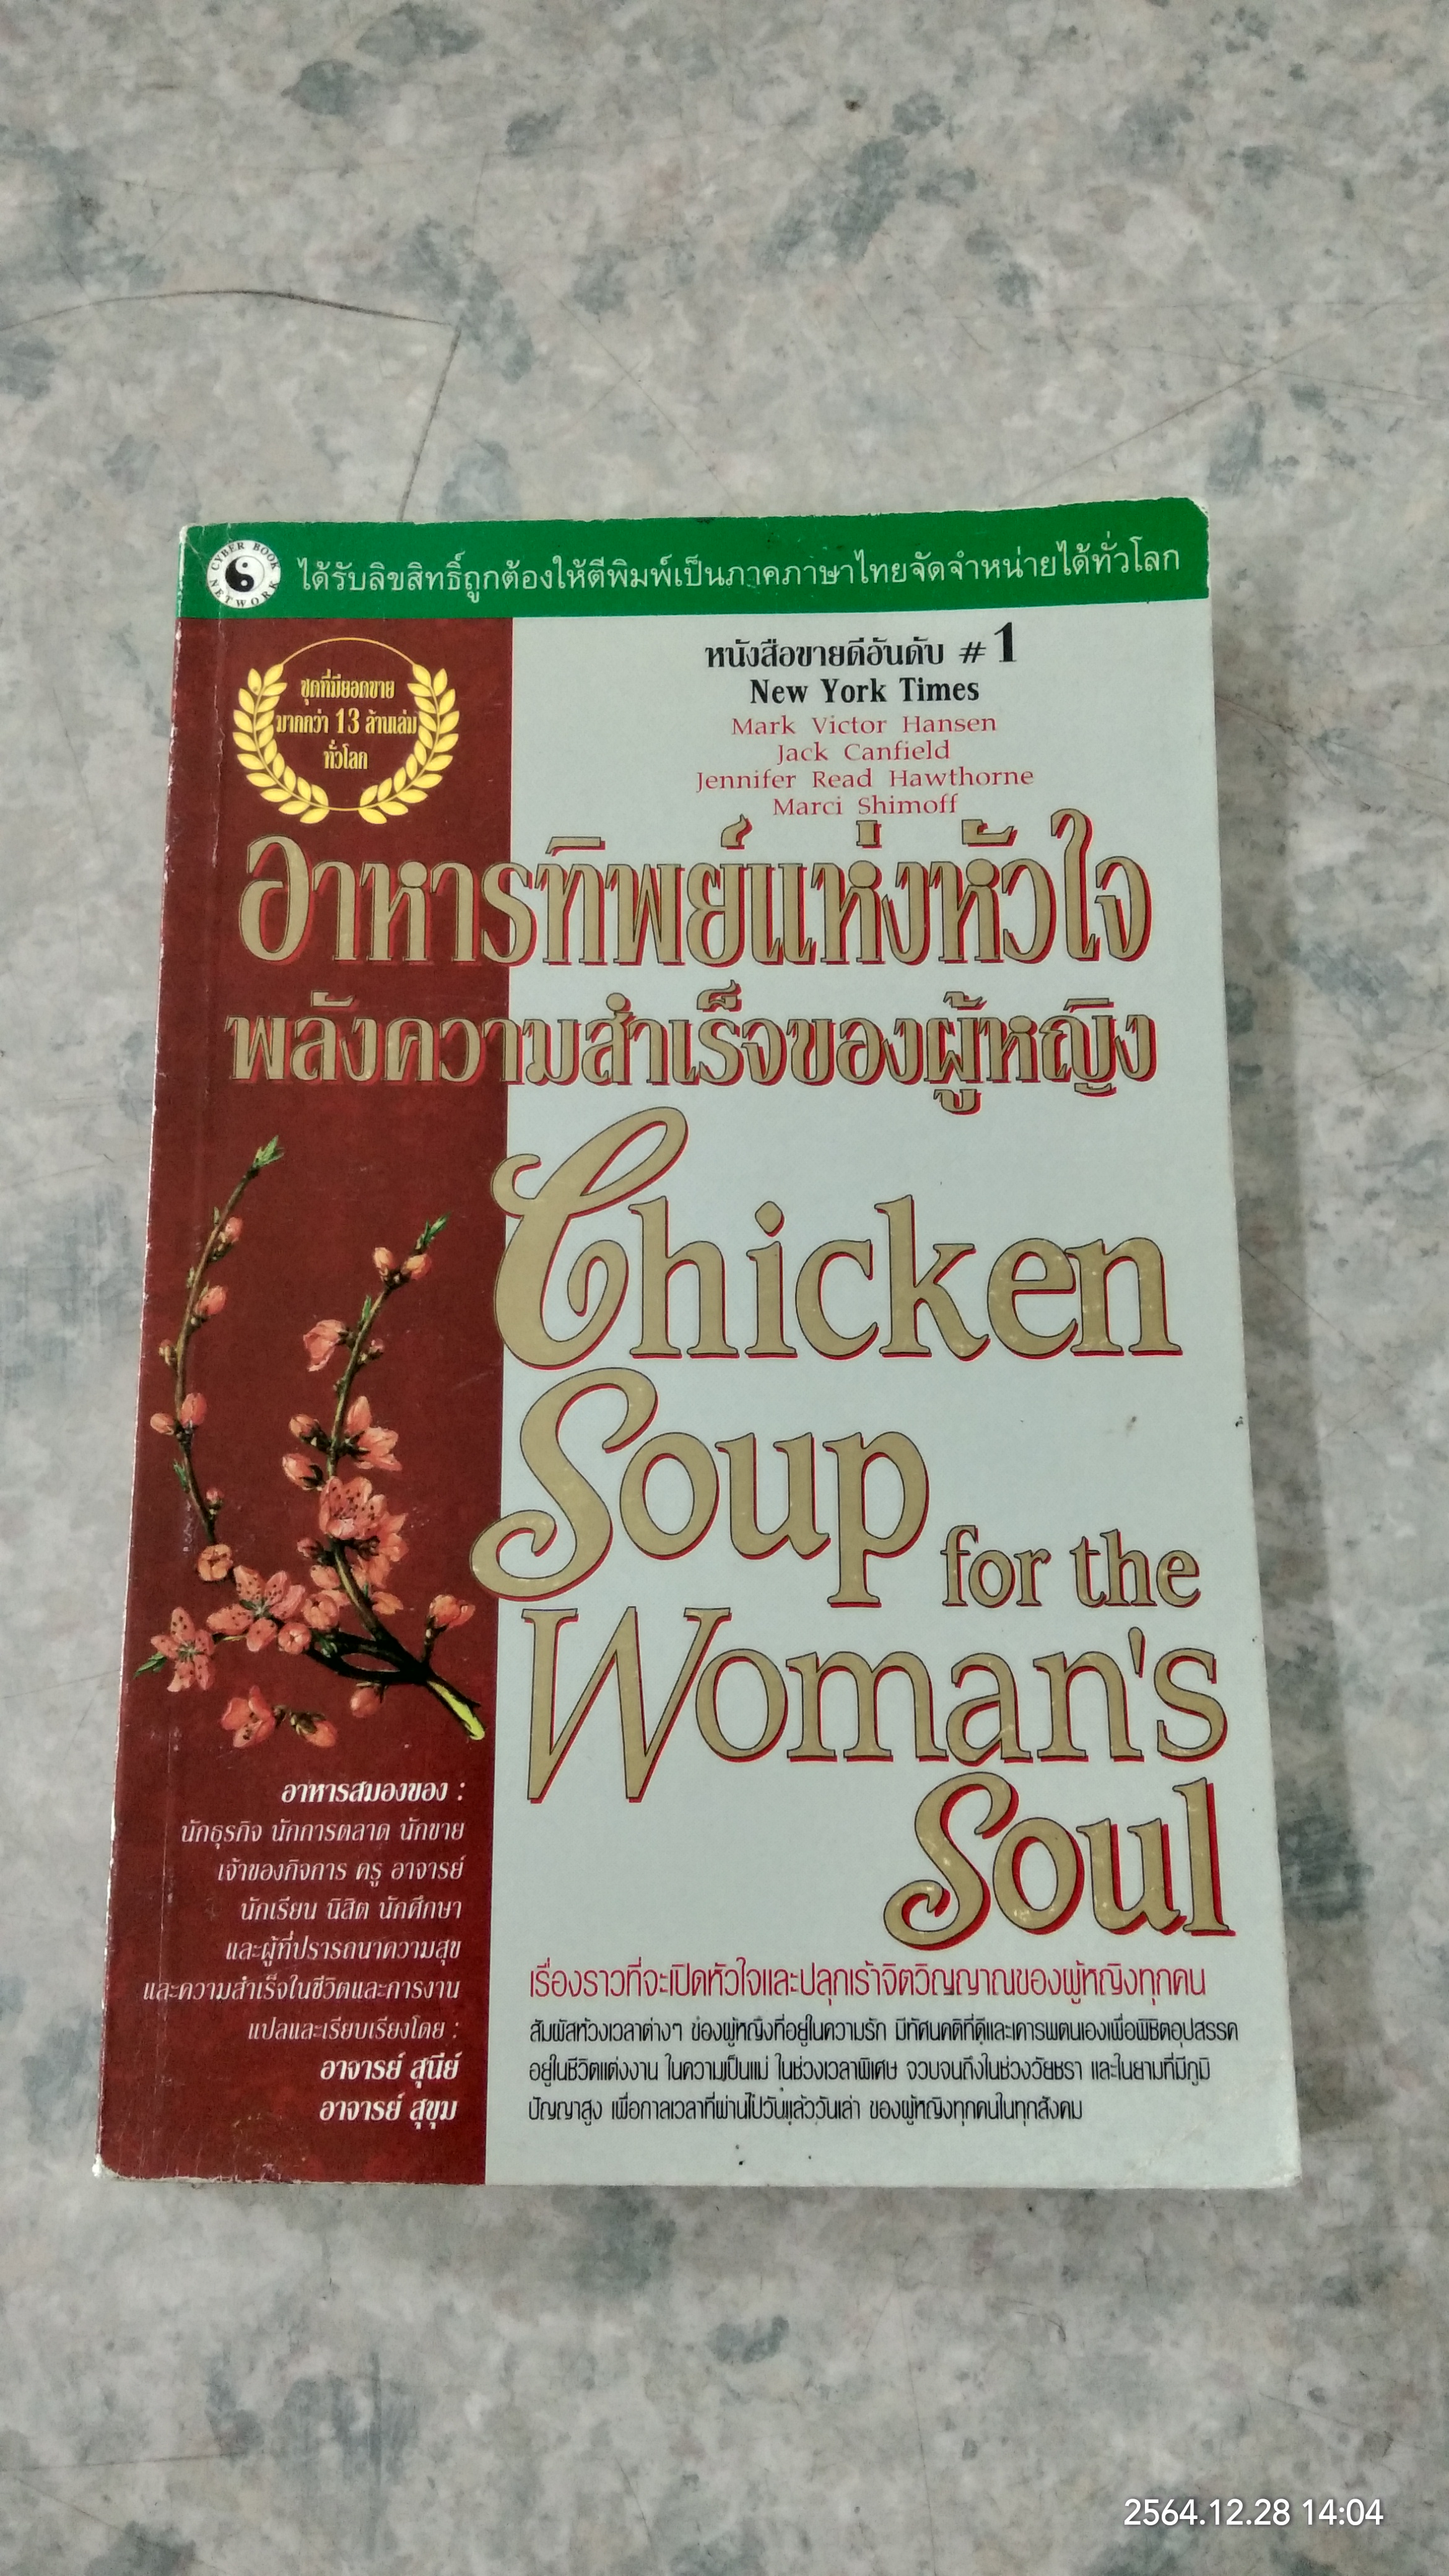 CYBER BOOK NETWORK
ได้รับลิขสิทธิ์ถูกต้องให้ตีพิมพ์เป็นภาคภาษาไทยจัดจำหน่ายได้ทั่วโลก
ชุดที่มียอดขาย
มากกว่า 13 ล้านเล่ม
ทั่วโลก
หนังสือขายดีอันดับ #1
New York Times
Mark Victor Hansen
Jack Canfield
Jennifer Read Hawthorne
Marci Shimoff
อาหารทิพย์แห่งหัวใจ
พลังความสำเร็จของผู้หญิง
Chicken
Soup for the
Woman's
Soul
อาหารสมองของ :
นักธุรกิจ นักการตลาด นักขาย
เจ้าของกิจการ ครู อาจารย์
นักเรียน นิสิต นักศึกษา
และผู้ที่ปรารถนาความสุข
และความสำเร็จในชีวิตและการงาน
แปลและเรียบเรียงโดย :
อาจารย์ สุนีย์
อาจารย์ สุขุม
เรื่องราวที่จะเปิดหัวใจและปลุกเร้าจิตวิญญาณของผู้หญิงทุกคน
สัมผัสห้วงเวลาต่างๆ ของผู้หญิงที่อยู่ในความรัก มีทัศนคติที่ดีและเคารพตนเองเพื่อพิชิตอุปสรรค
อยู่ในชีวิตแต่งงาน ในความเป็นแม่ ในช่วงเวลาพิเศษ จวบจนถึงในช่วงวัยชรา และในยามที่มีภูมิ
ปัญญาสูง เพื่อกาลเวลาที่ผ่านไปวันแล้ววันเล่า ของผู้หญิงทุกคนในทุกสังคม
2564.12.28 14:04